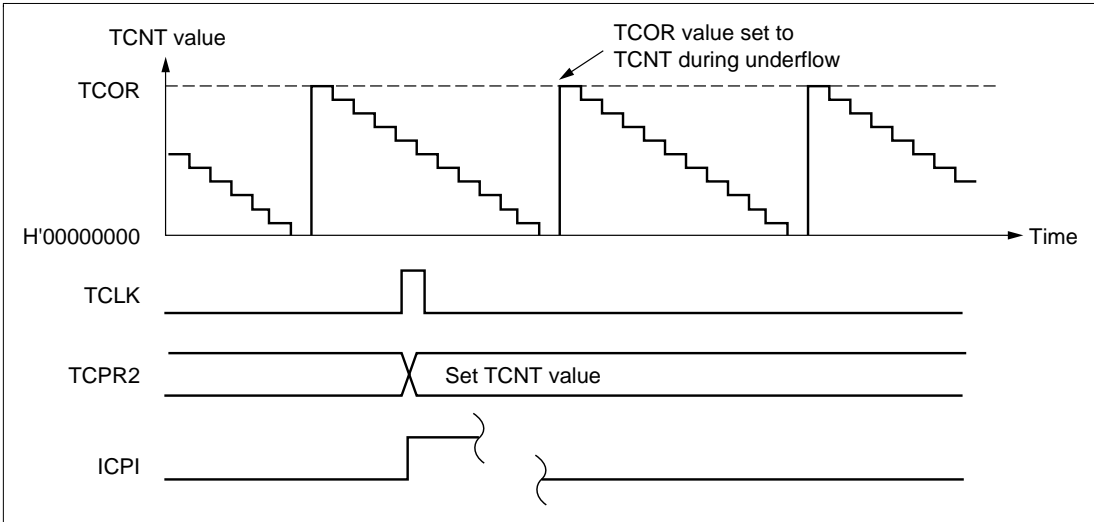 TCNT value
TCOR value set to
TCNT during underflow
TCOR
H'00000000
Time
TCLK
TCPR2
Set TCNT value
ICPI